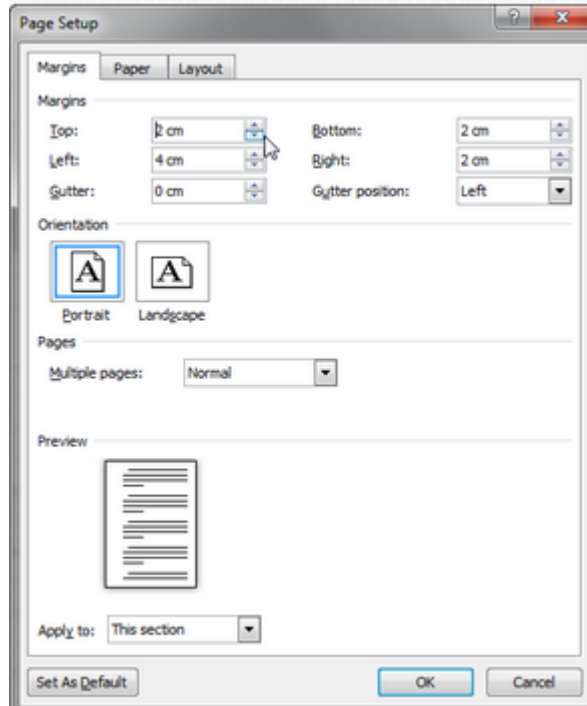 Page Setup
Margins Paper Layout
Margins
Top: 2 cm Bottom: 2 cm
Left: 4 cm Right: 2 cm
Gutter: 0 cm Gutter position: Left
Orientation
A A
Portrait Landscape
Pages
Multiple pages: Normal
Preview
Apply to: This section
Set As Default OK Cancel